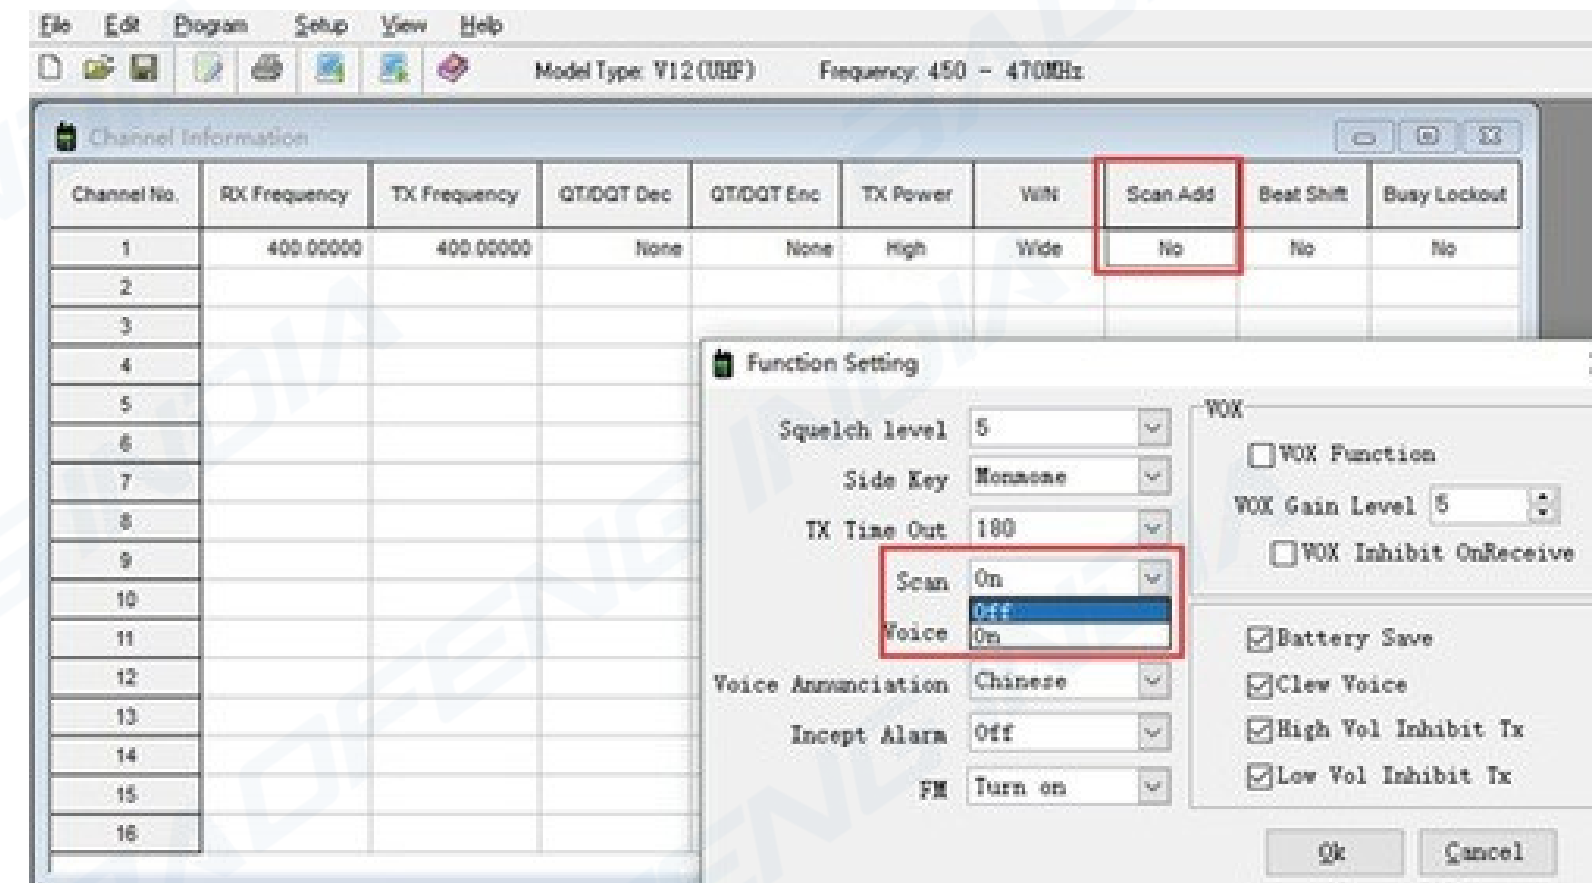 File Edit Program Setup View Help
Model Type: V12(UHF) Frequency: 450 - 470MHz
Channel Information
Channel No. RX Frequency TX Frequency QT/DQT Dec QT/DQT Enc TX Power W/N Scan Add Beat Shift Busy Lockout
1 400.00000 400.00000 None None High Wide No No No
2
3
4
5
6
7
8
9
10
11
12
13
14
15
16
Function Setting
Squelch level 5
Side Key Monmone
TX Time Out 180
Scan On
Off
Voice On
Voice Annunciation Chinese
Incept Alarm Off
FM Turn on
VOX
VOX Function
VOX Gain Level 5
VOX Inhibit OnReceive
Battery Save
Clew Voice
High Vol Inhibit Tx
Low Vol Inhibit Tx
Ok Cancel
BAOFENG INDIA